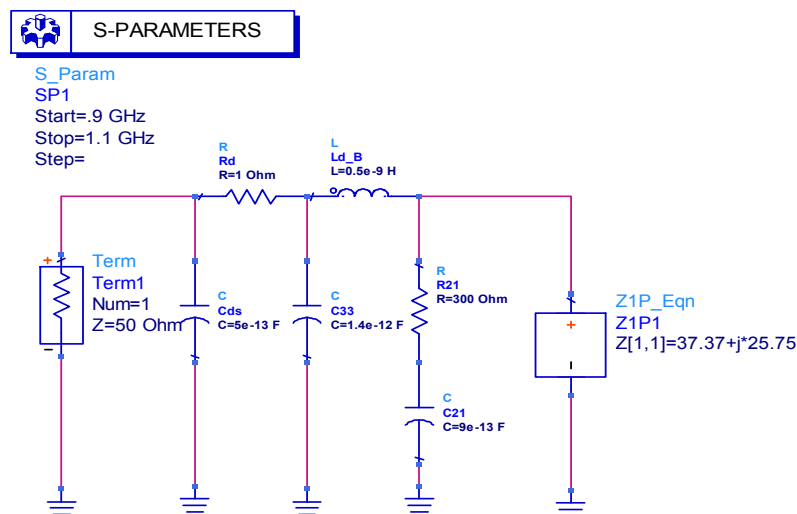 S-PARAMETERS
S_Param
SP1
Start=.9 GHz
Stop=1.1 GHz
Step=
R
Rd
R=1 Ohm
L
Ld_B
L=0.5e-9 H
+
Term
Term1
Num=1
Z=50 Ohm
-
C
Cds
C=5e-13 F
C
C33
C=1.4e-12 F
R
R21
R=300 Ohm
C
C21
C=9e-13 F
+
-
Z1P_Eqn
Z1P1
Z[1,1]=37.37+j*25.75